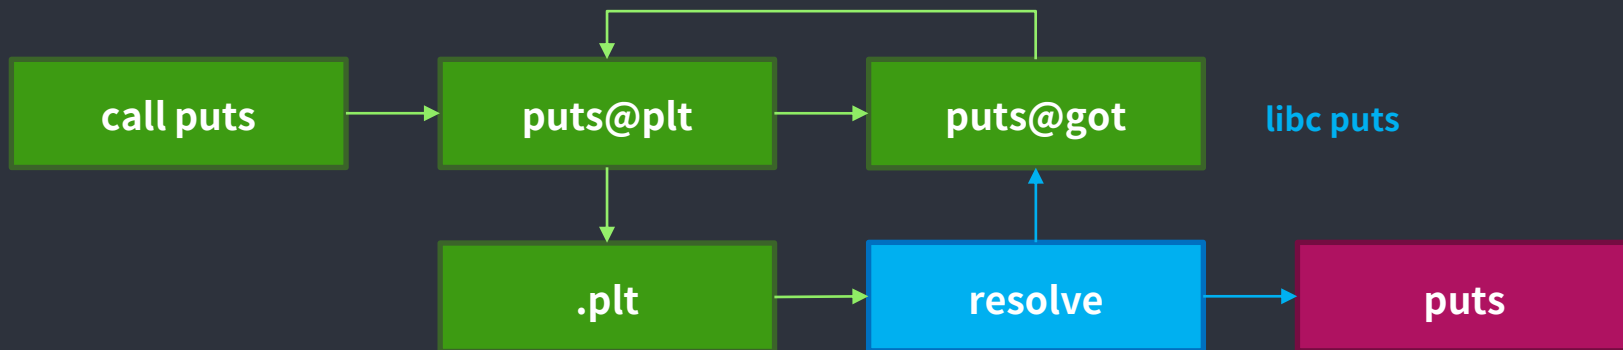 call puts
puts@plt
puts@got
libc puts
.plt
resolve
puts